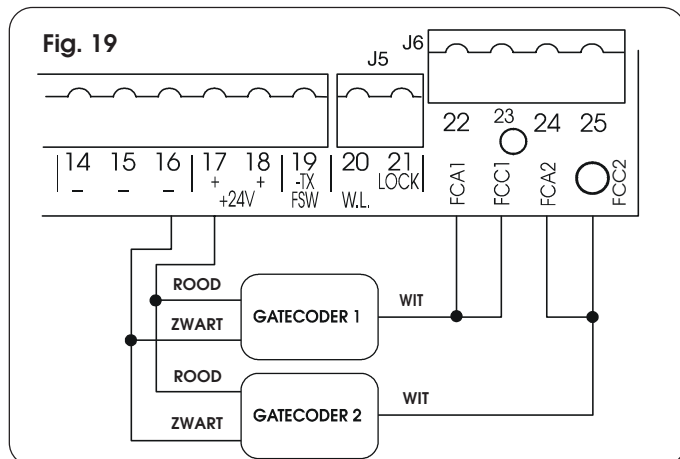 Fig. 19
J5
J6
14 15 16 17 18 19 20 21
22 23 24 25
– – – + + -TX LOCK
+24V FSW W.L.
FCA1 FCC1 FCA2 FCC2
ROOD
ZWART
GATECODER 1
WIT
ROOD
ZWART
GATECODER 2
WIT